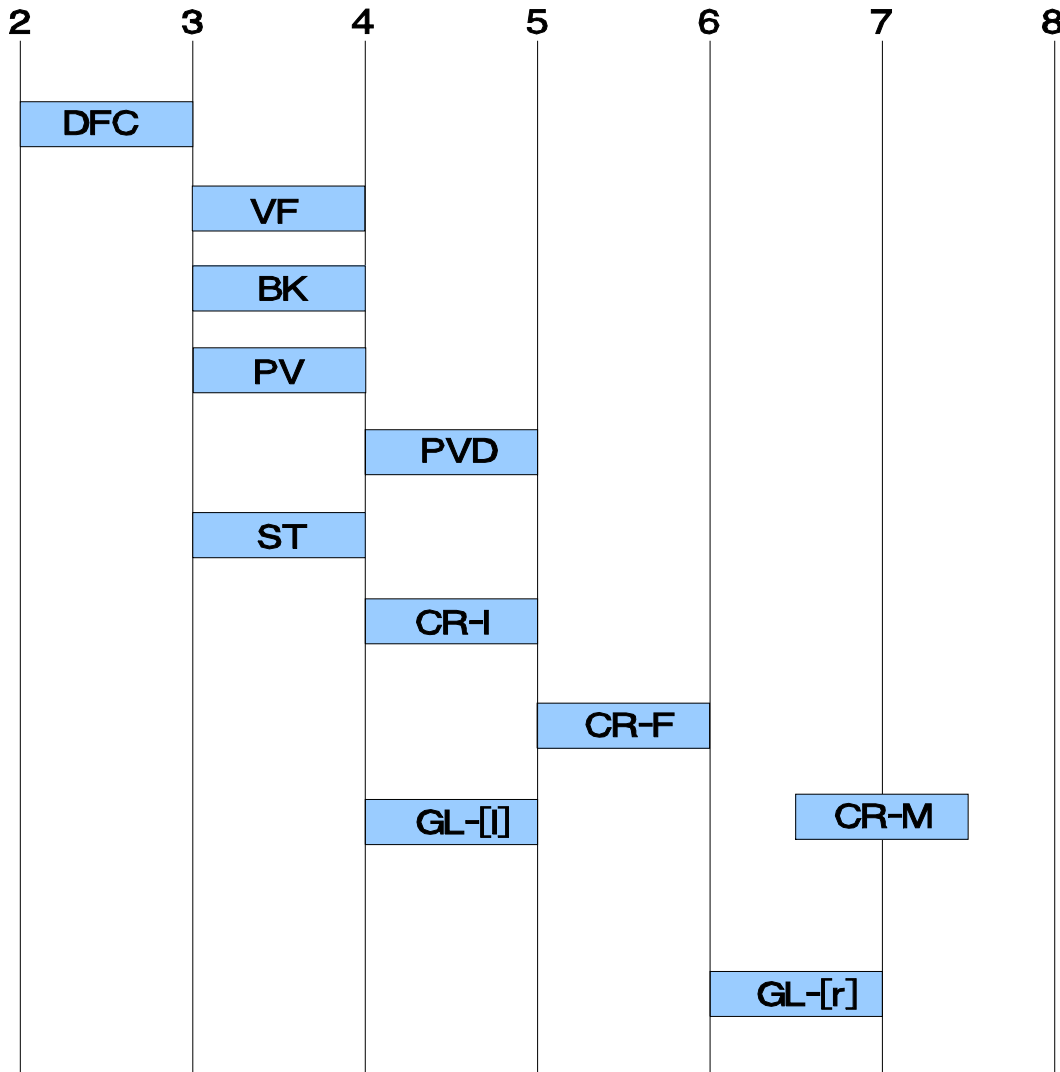 2 3 4 5 6 7 8
DFC
VF
BK
PV
PVD
ST
CR-I
CR-F
GL-[l] CR-M
GL-[r]